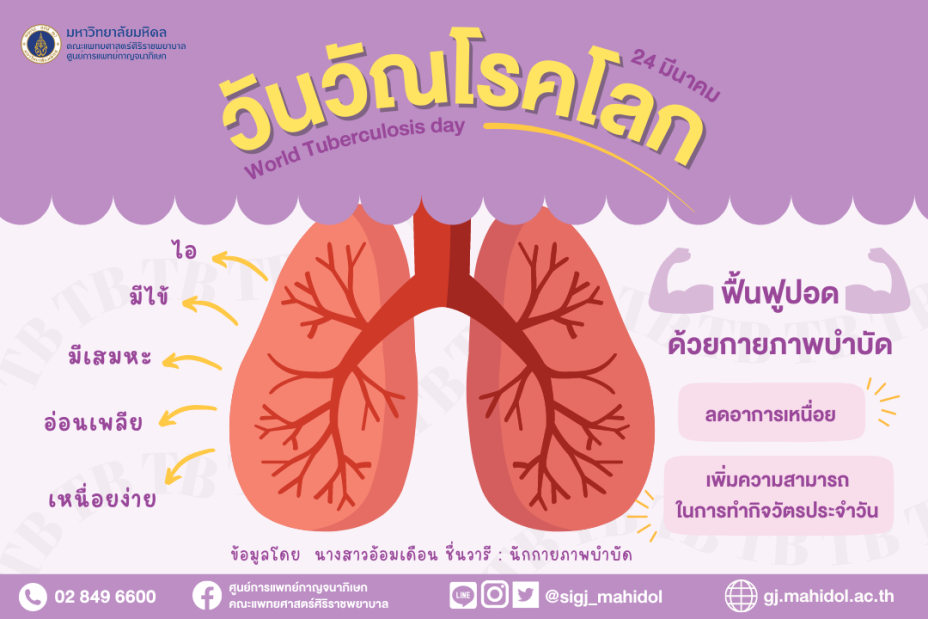 มหาวิทยาลัยมหิดล
คณะแพทยศาสตร์ศิริราชพยาบาล
ศูนย์การแพทย์กาญจนาภิเษก
วันวัณโรคโลก
24 มีนาคม
World Tuberculosis day
ไอ
มีไข้
มีเสมหะ
อ่อนเพลีย
เหนื่อยง่าย
ฟื้นฟูปอด
ด้วยกายภาพบำบัด
ลดอาการเหนื่อย
เพิ่มความสามารถ
ในการทำกิจวัตรประจำวัน
ข้อมูลโดย นางสาวอ้อมเดือน ชื่นวารี : นักกายภาพบำบัด
02 849 6600
ศูนย์การแพทย์กาญจนาภิเษก
คณะแพทยศาสตร์ศิริราชพยาบาล
LINE
@sigj_mahidol
gj.mahidol.ac.th